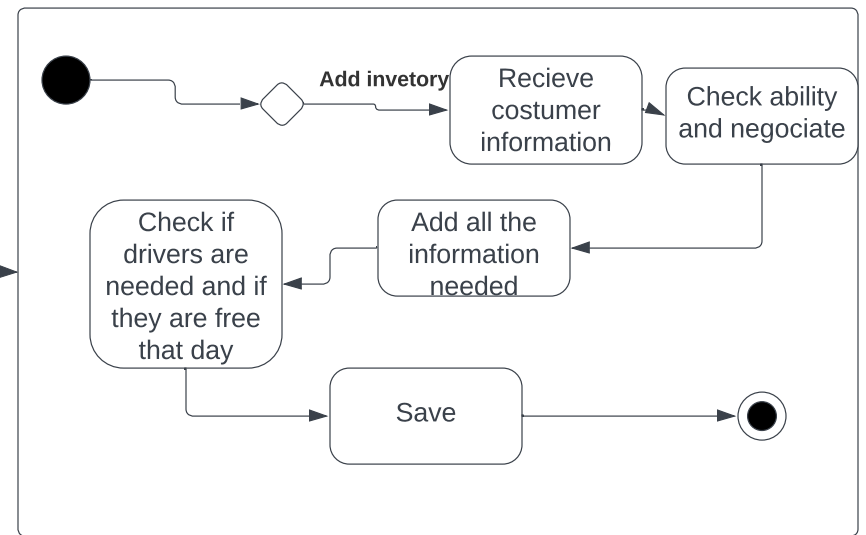 Add invetory
Recieve
costumer
information
Check ability
and negociate
Check if
drivers are
needed and if
they are free
that day
Add all the
information
needed
Save